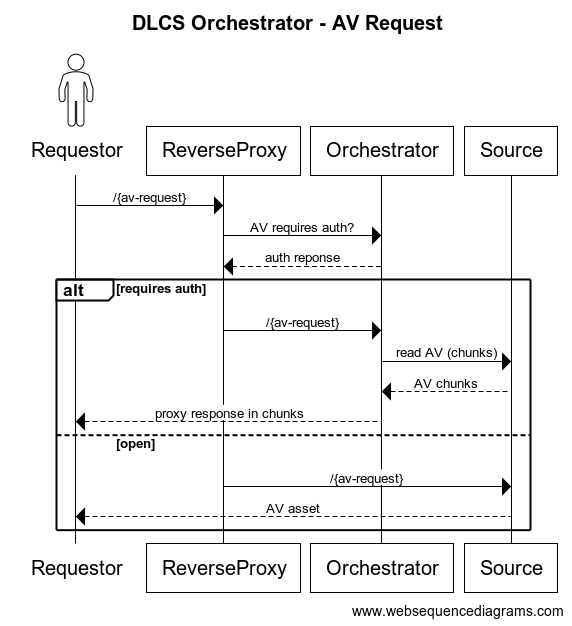 DLCS Orchestrator - AV Request
Requestor
ReverseProxy
Orchestrator
Source
/{av-request}
AV requires auth?
auth reponse
alt
[requires auth]
/{av-request}
read AV (chunks)
AV chunks
proxy response in chunks
[open]
/{av-request}
AV asset
Requestor
ReverseProxy
Orchestrator
Source
www.websequencediagrams.com